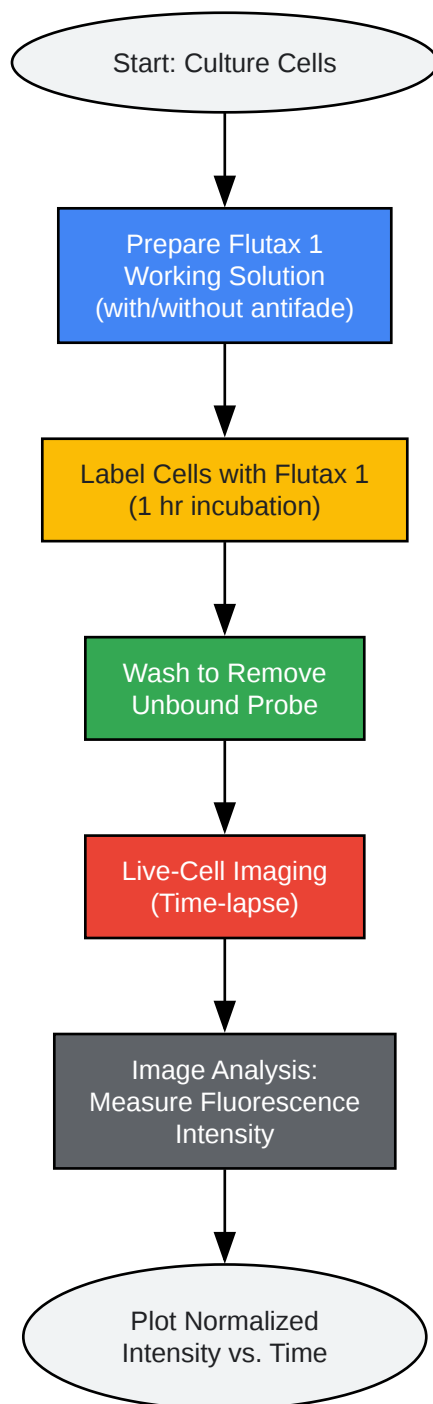 Start: Culture Cells
Prepare Flutax 1
Working Solution
(with/without antifade)
Label Cells with Flutax 1
(1 hr incubation)
Wash to Remove
Unbound Probe
Live-Cell Imaging
(Time-lapse)
Image Analysis:
Measure Fluorescence
Intensity
Plot Normalized
Intensity vs. Time